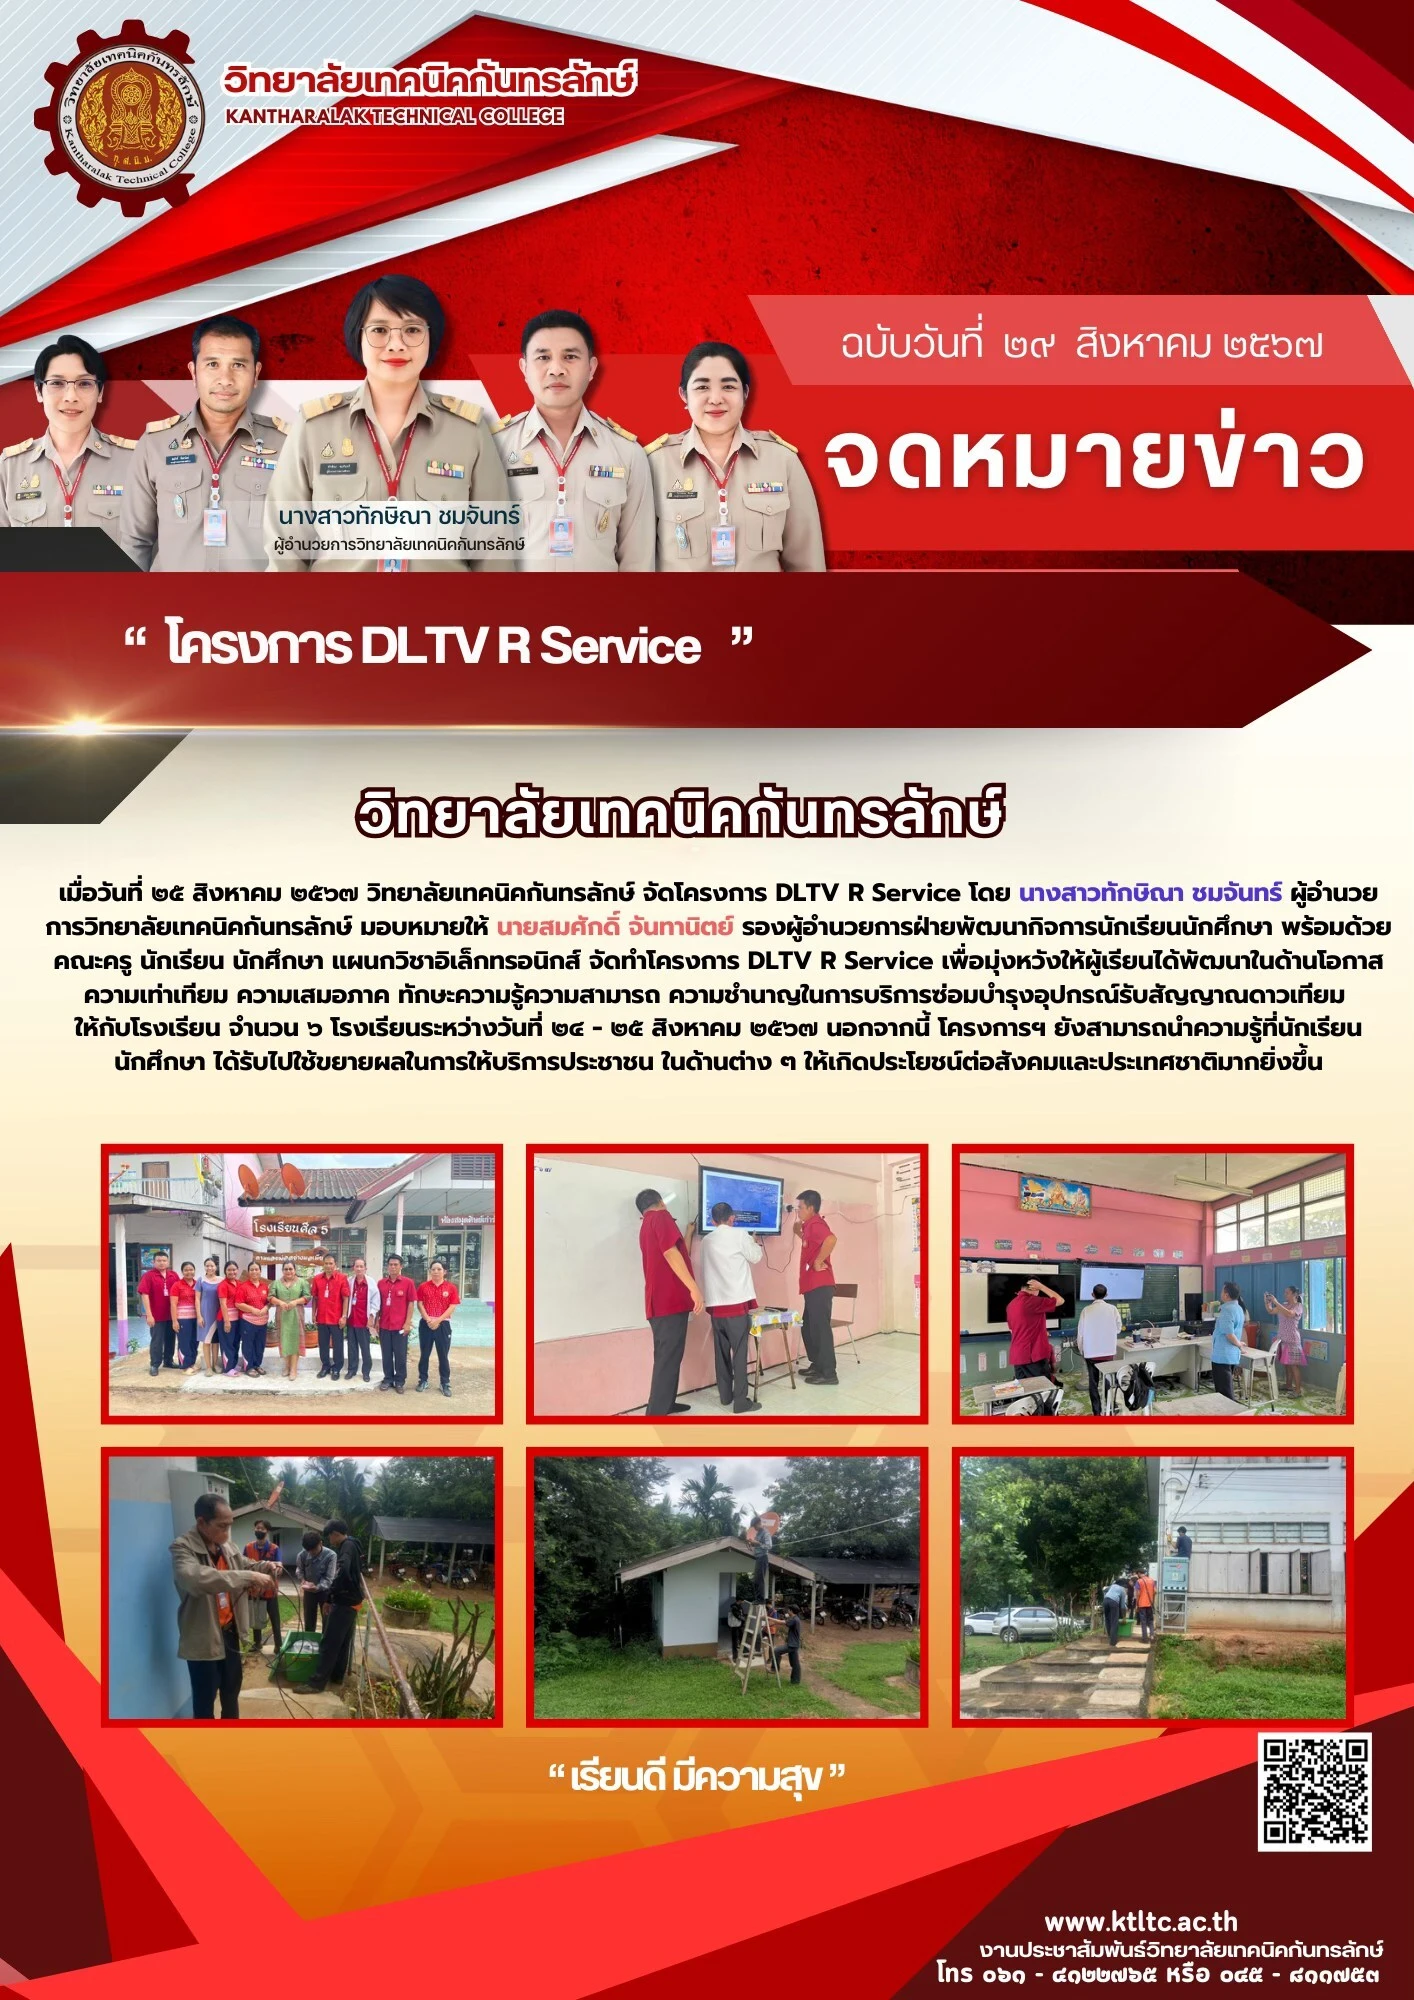 วิทยาลัยเทคนิคกันทรลักษ์
KANTHARALAK TECHNICAL COLLEGE
วิทยาลัยเทคนิคกันทรลักษ์
Kantharalak Technical College
ฉบับวันที่ ๒๙ สิงหาคม ๒๕๖๗
จดหมายข่าว
นางสาวทักษิณา ชมจันทร์
ผู้อำนวยการวิทยาลัยเทคนิคกันทรลักษ์
“ โครงการ DLTV R Service ”
วิทยาลัยเทคนิคกันทรลักษ์
เมื่อวันที่ ๒๕ สิงหาคม ๒๕๖๗ วิทยาลัยเทคนิคกันทรลักษ์ จัดโครงการ DLTV R Service โดย นางสาวทักษิณา ชมจันทร์ ผู้อำนวย
การวิทยาลัยเทคนิคกันทรลักษ์ มอบหมายให้ นายสมศักดิ์ จันทานิตย์ รองผู้อำนวยการฝ่ายพัฒนากิจการนักเรียนนักศึกษา พร้อมด้วย
คณะครู นักเรียน นักศึกษา แผนกวิชาอิเล็กทรอนิกส์ จัดทำโครงการ DLTV R Service เพื่อมุ่งหวังให้ผู้เรียนได้พัฒนาในด้านโอกาส
ความเท่าเทียม ความเสมอภาค ทักษะความรู้ความสามารถ ความชำนาญในการบริการซ่อมบำรุงอุปกรณ์รับสัญญาณดาวเทียม
ให้กับโรงเรียน จำนวน ๖ โรงเรียนระหว่างวันที่ ๒๔ - ๒๕ สิงหาคม ๒๕๖๗ นอกจากนี้ โครงการฯ ยังสามารถนำความรู้ที่นักเรียน
นักศึกษา ได้รับไปใช้ขยายผลในการให้บริการประชาชน ในด้านต่าง ๆ ให้เกิดประโยชน์ต่อสังคมและประเทศชาติมากยิ่งขึ้น
โรงเรียนศีล 5
“ เรียนดี มีความสุข ”
www.ktltc.ac.th
งานประชาสัมพันธ์วิทยาลัยเทคนิคกันทรลักษ์
โทร ๐๖๑ - ๔๑๒๒๗๖๕ หรือ ๐๔๕ - ๘๑๑๗๕๓